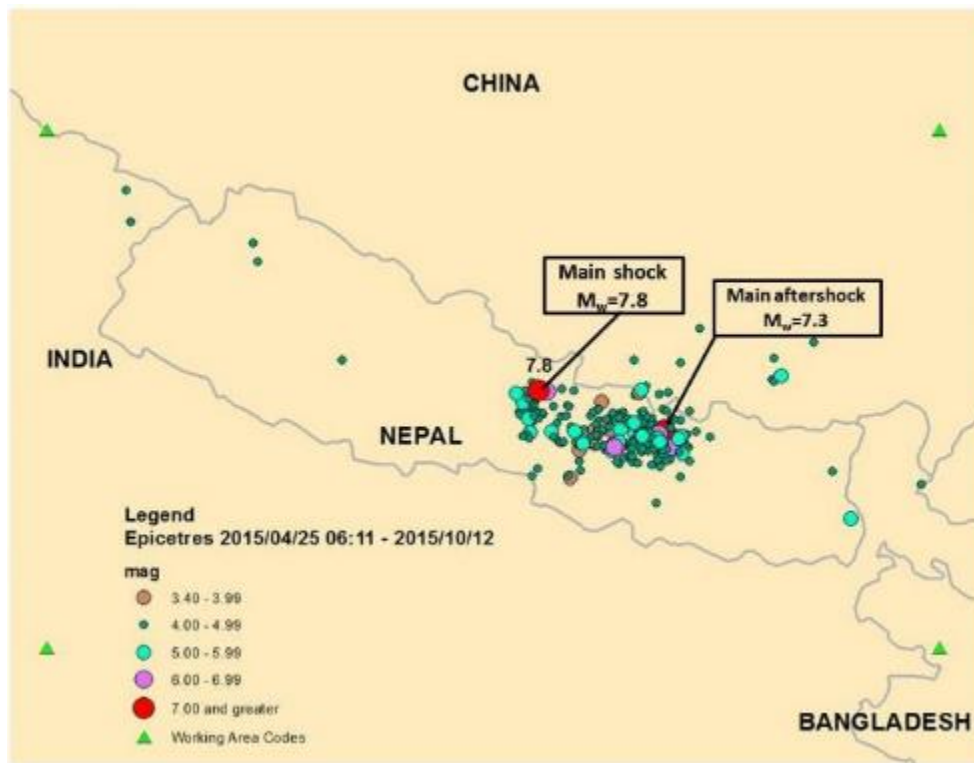 CHINA
Main shock
Mw=7.8
Main aftershock
Mw=7.3
INDIA
7.8
NEPAL
Legend
Epicetres 2015/04/25 06:11 - 2015/10/12
mag
3.40 - 3.99
4.00 - 4.99
5.00 - 5.99
6.00 - 6.99
7.00 and greater
Working Area Codes
BANGLADESH